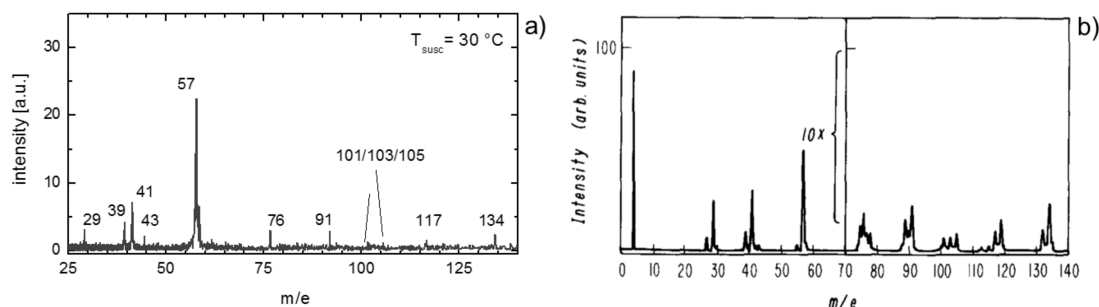 a)
T_susc = 30 °C
intensity [a.u.]
30
20
10
0
57
41
39
29
43
76
91
101/103/105
117
134
25 50 75 100 125
m/e
b)
Intensity (arb. units)
100
10x
0 10 20 30 40 50 60 70 80 90 100 110 120 130 140
m/e